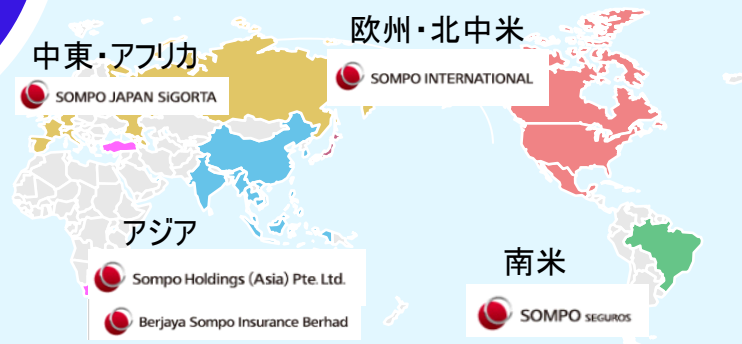 中東・アフリカ
SOMPO JAPAN SiGORTA
欧州・北中米
SOMPO INTERNATIONAL
アジア
Sompo Holdings (Asia) Pte. Ltd.
Berjaya Sompo Insurance Berhad
南米
SOMPO SEGUROS